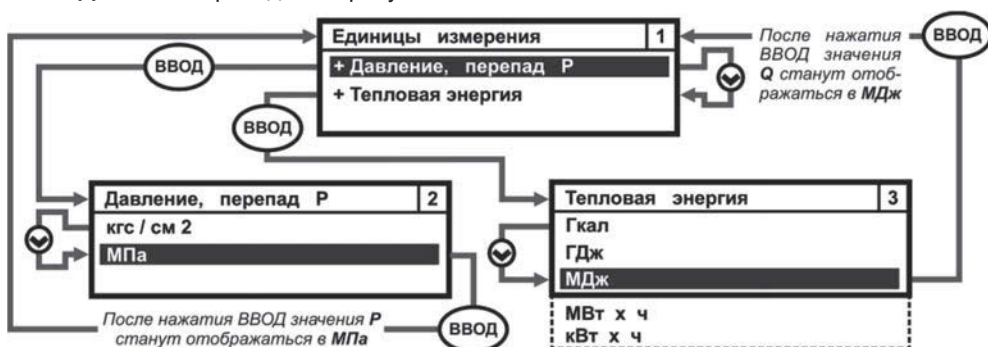 Единицы измерения 1
+ Давление, перепад Р
+ Тепловая энергия
ВВОД
ВВОД
После нажатия
ВВОД значения
Q станут отоб-
ражаться в МДж
ВВОД
Давление, перепад Р 2
кгс / см 2
МПа
После нажатия ВВОД значения Р
станут отображаться в МПа
ВВОД
Тепловая энергия 3
Гкал
ГДж
МДж
МВт х ч
кВт х ч